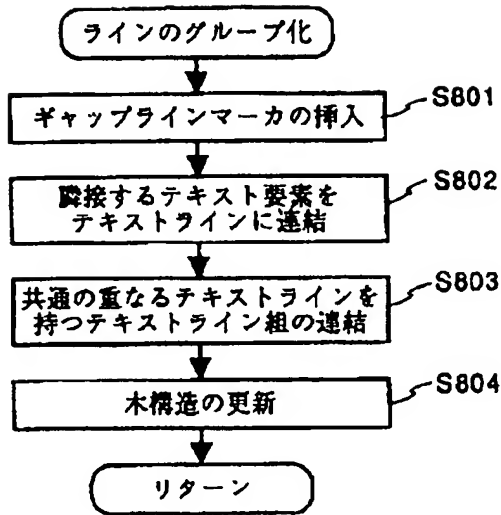 ラインのグループ化
ギャップラインマーカの挿入
S801
隣接するテキスト要素を
テキストラインに連結
S802
共通の重なるテキストラインを
持つテキストライン組の連結
S803
木構造の更新
S804
リターン